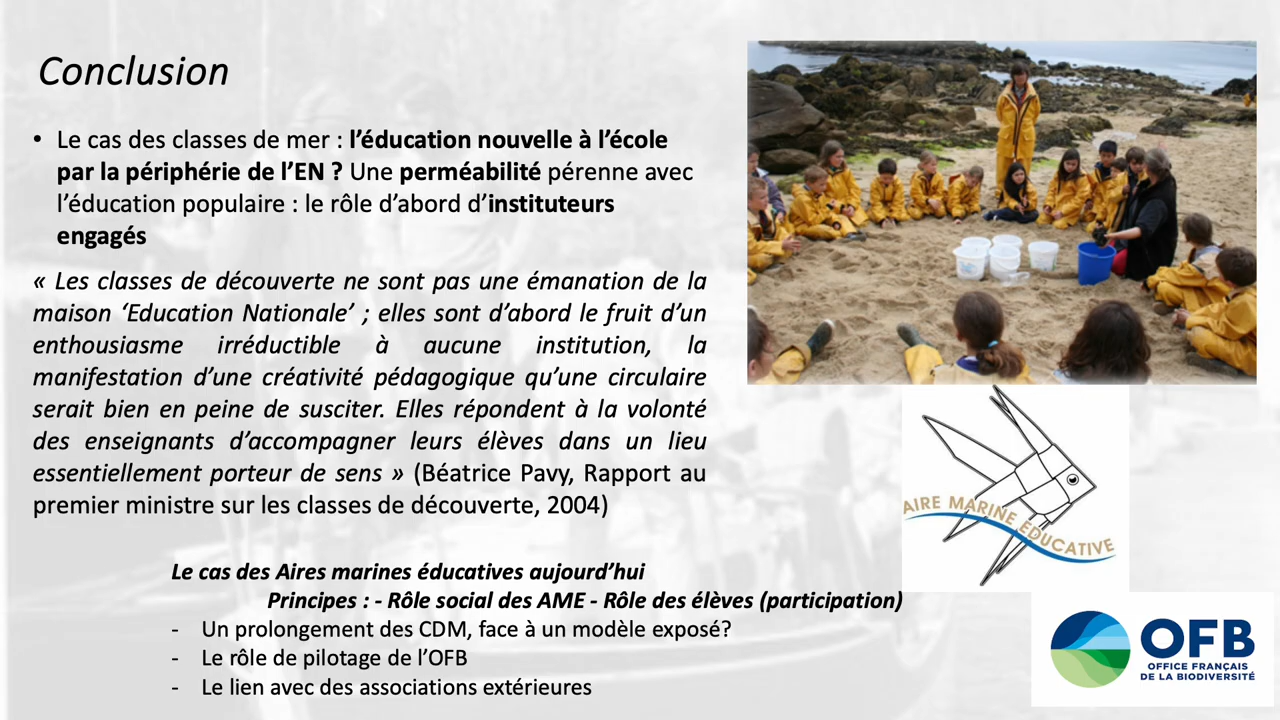 Conclusion
• Le cas des classes de mer : l’éducation nouvelle à l’école
par la périphérie de l’EN ? Une perméabilité pérenne avec
l’éducation populaire : le rôle d’abord d’instituteurs
engagés
« Les classes de découverte ne sont pas une émanation de la
maison ‘Education Nationale’ ; elles sont d’abord le fruit d’un
enthousiasme irréductible à aucune institution, la
manifestation d’une créativité pédagogique qu’une circulaire
serait bien en peine de susciter. Elles répondent à la volonté
des enseignants d’accompagner leurs élèves dans un lieu
essentiellement porteur de sens » (Béatrice Pavy, Rapport au
premier ministre sur les classes de découverte, 2004)
AIRE MARINE EDUCATIVE
Le cas des Aires marines éducatives aujourd’hui
Principes : - Rôle social des AME - Rôle des élèves (participation)
- Un prolongement des CDM, face à un modèle exposé?
- Le rôle de pilotage de l’OFB
- Le lien avec des associations extérieures
OFB
OFFICE FRANÇAIS
DE LA BIODIVERSITÉ